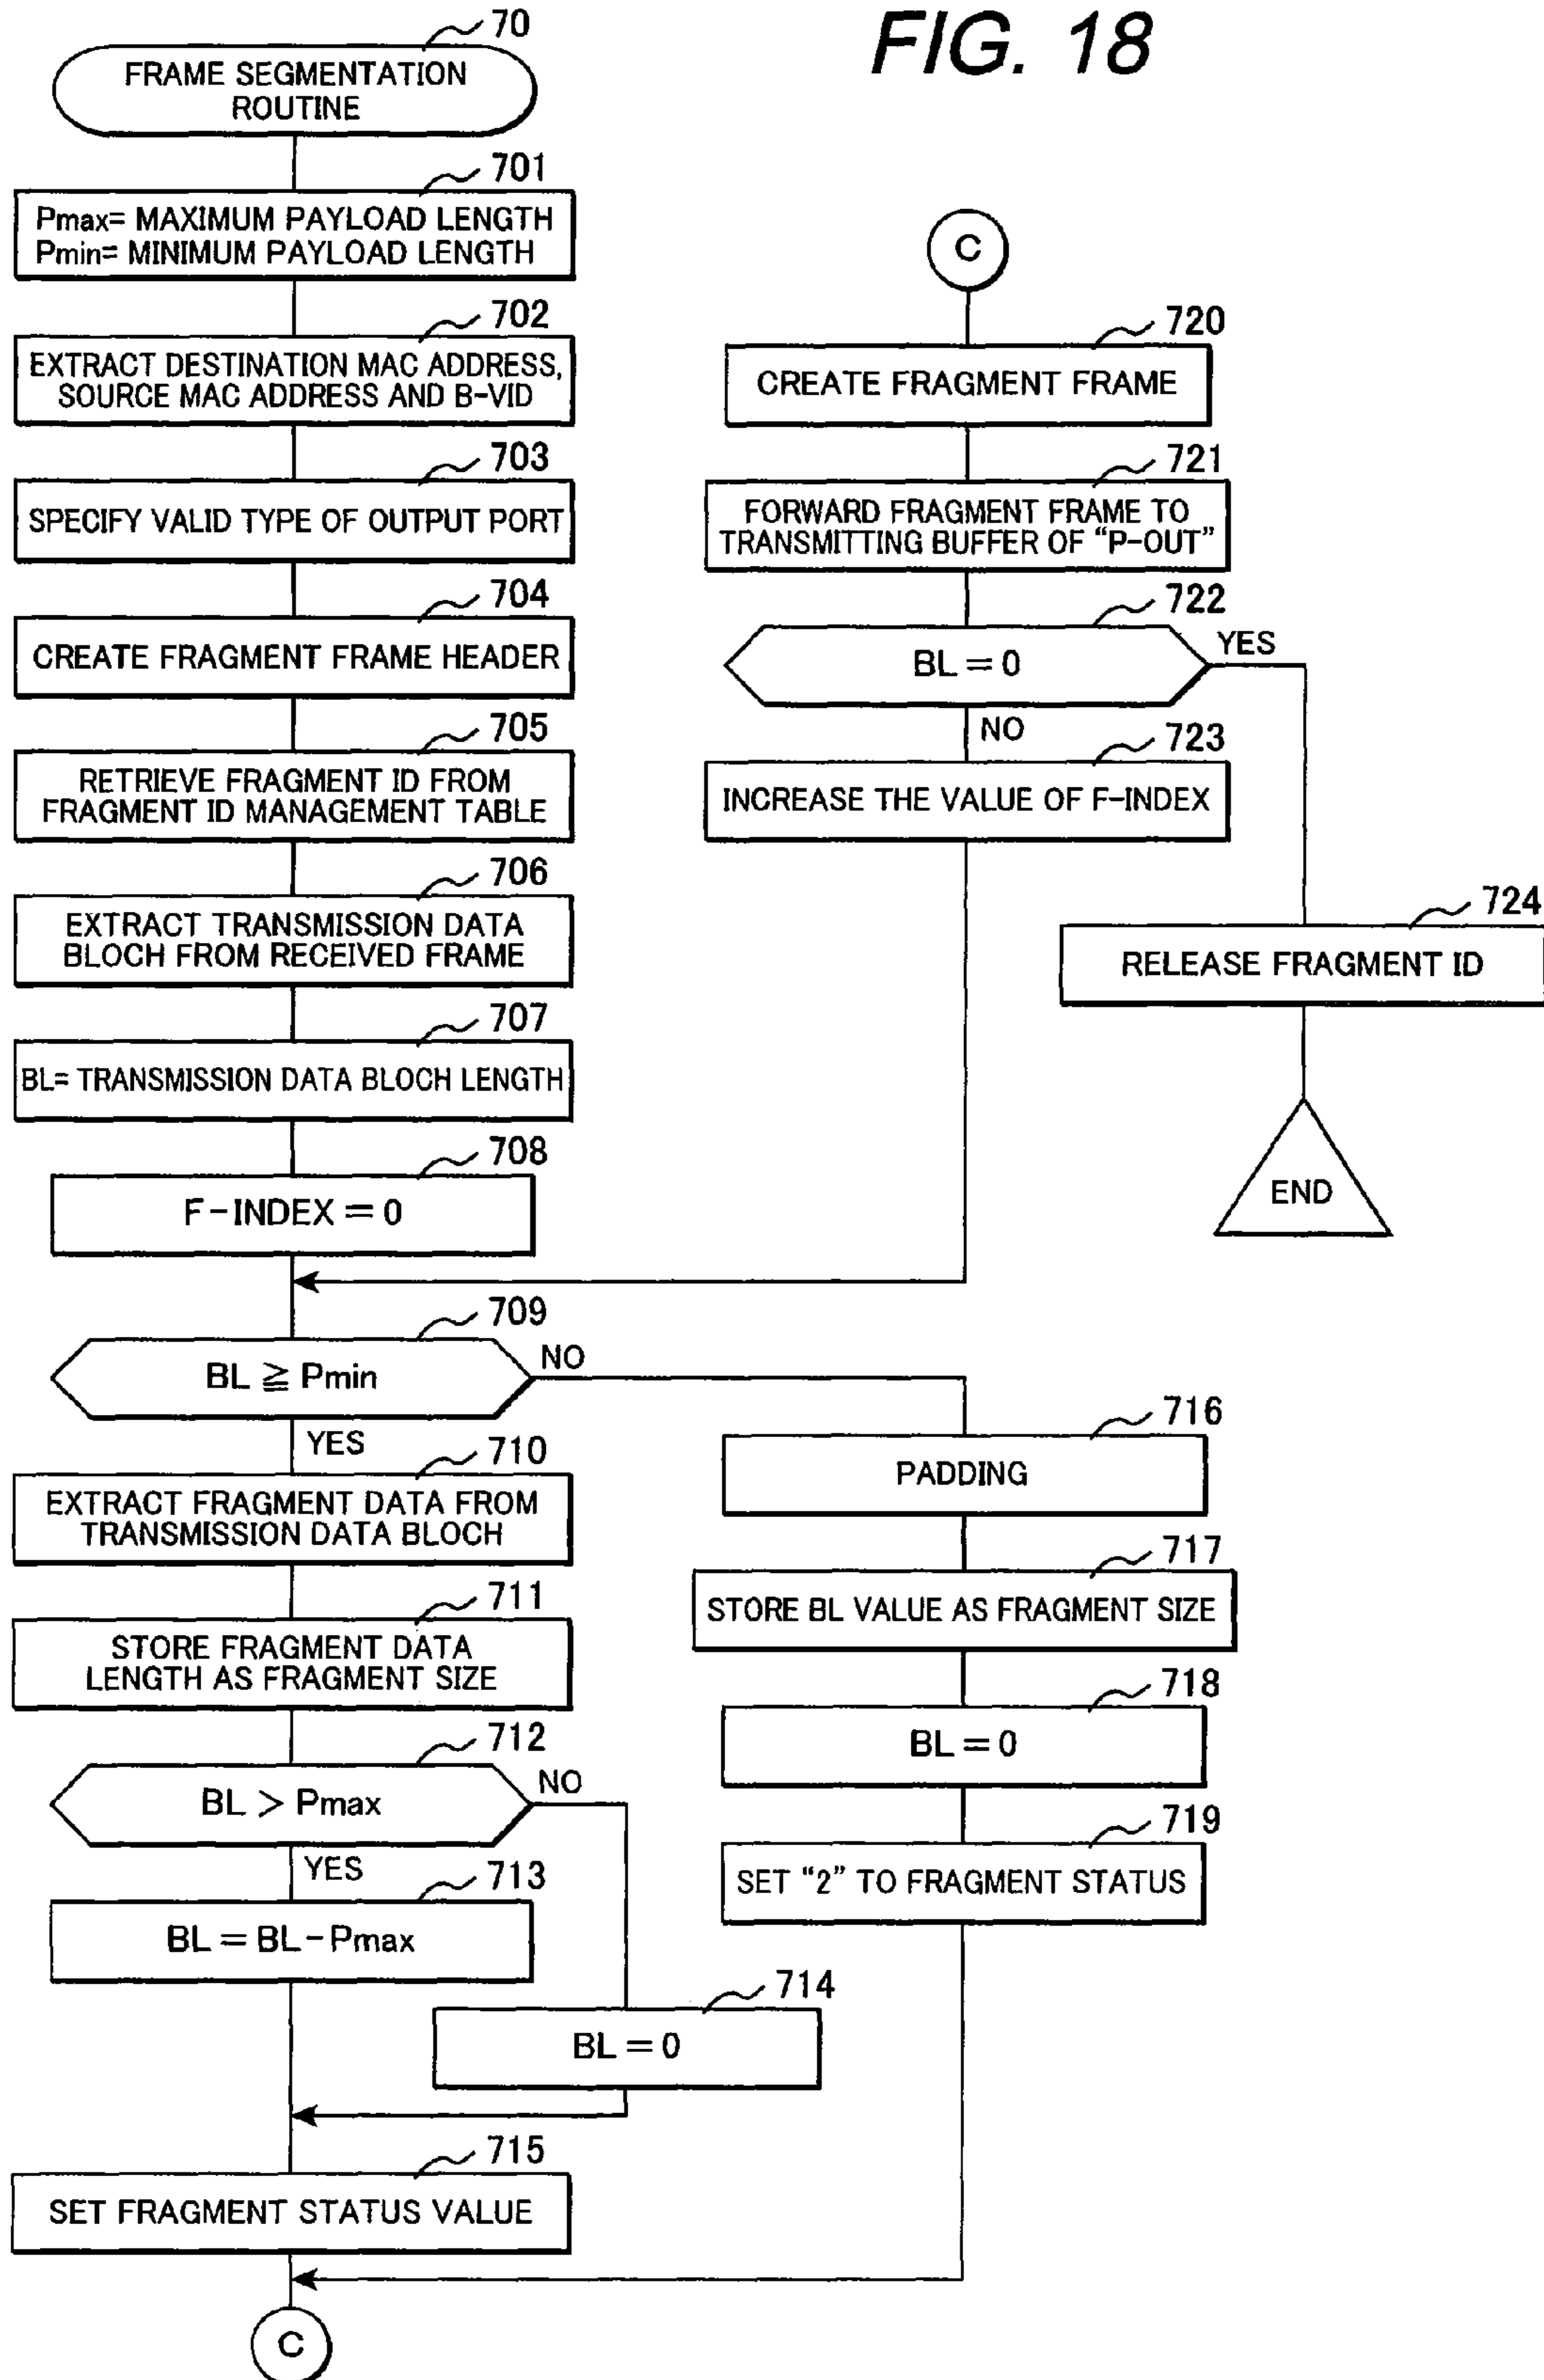 FIG. 18
70
FRAME SEGMENTATION
ROUTINE
701
Pmax= MAXIMUM PAYLOAD LENGTH
Pmin= MINIMUM PAYLOAD LENGTH
702
EXTRACT DESTINATION MAC ADDRESS,
SOURCE MAC ADDRESS AND B-VID
703
SPECIFY VALID TYPE OF OUTPUT PORT
704
CREATE FRAGMENT FRAME HEADER
705
RETRIEVE FRAGMENT ID FROM
FRAGMENT ID MANAGEMENT TABLE
706
EXTRACT TRANSMISSION DATA
BLOCH FROM RECEIVED FRAME
707
BL= TRANSMISSION DATA BLOCH LENGTH
708
F-INDEX = 0
709
BL ≧ Pmin
NO
YES
710
EXTRACT FRAGMENT DATA FROM
TRANSMISSION DATA BLOCH
711
STORE FRAGMENT DATA
LENGTH AS FRAGMENT SIZE
712
BL > Pmax
NO
YES
713
BL = BL-Pmax
714
BL = 0
715
SET FRAGMENT STATUS VALUE
C
716
PADDING
717
STORE BL VALUE AS FRAGMENT SIZE
718
BL = 0
719
SET "2" TO FRAGMENT STATUS
C
720
CREATE FRAGMENT FRAME
721
FORWARD FRAGMENT FRAME TO
TRANSMITTING BUFFER OF "P-OUT"
722
BL = 0
YES
NO
723
INCREASE THE VALUE OF F-INDEX
724
RELEASE FRAGMENT ID
END